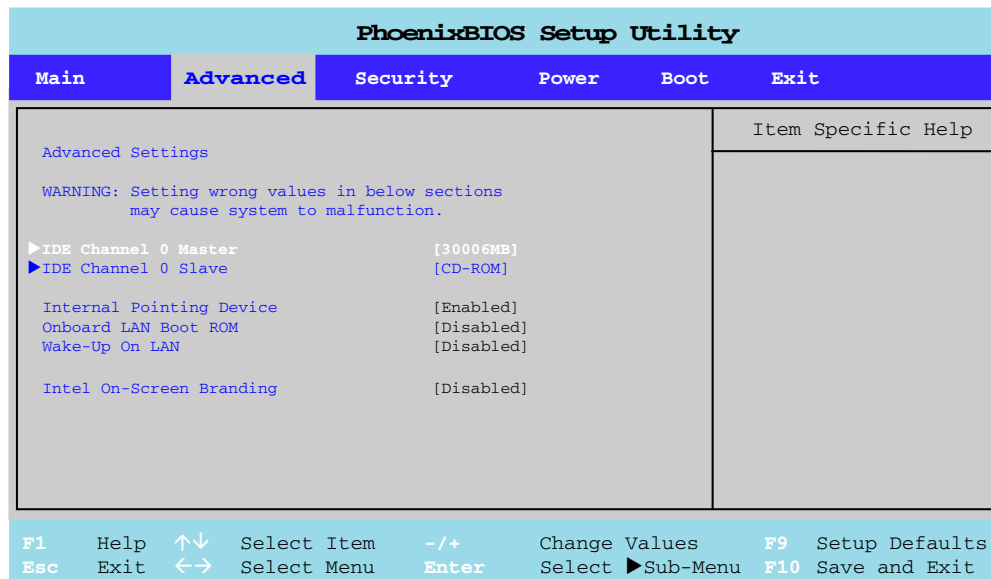 PhoenixBIOS Setup Utility
Main Advanced Security Power Boot Exit
Item Specific Help
Advanced Settings
WARNING: Setting wrong values in below sections
may cause system to malfunction.
▶IDE Channel 0 Master [30006MB]
▶IDE Channel 0 Slave [CD-ROM]
Internal Pointing Device [Enabled]
Onboard LAN Boot ROM [Disabled]
Wake-Up On LAN [Disabled]
Intel On-Screen Branding [Disabled]
F1 Help ↑↓ Select Item -/+ Change Values F9 Setup Defaults
Esc Exit ←→ Select Menu Enter Select ▶Sub-Menu F10 Save and Exit